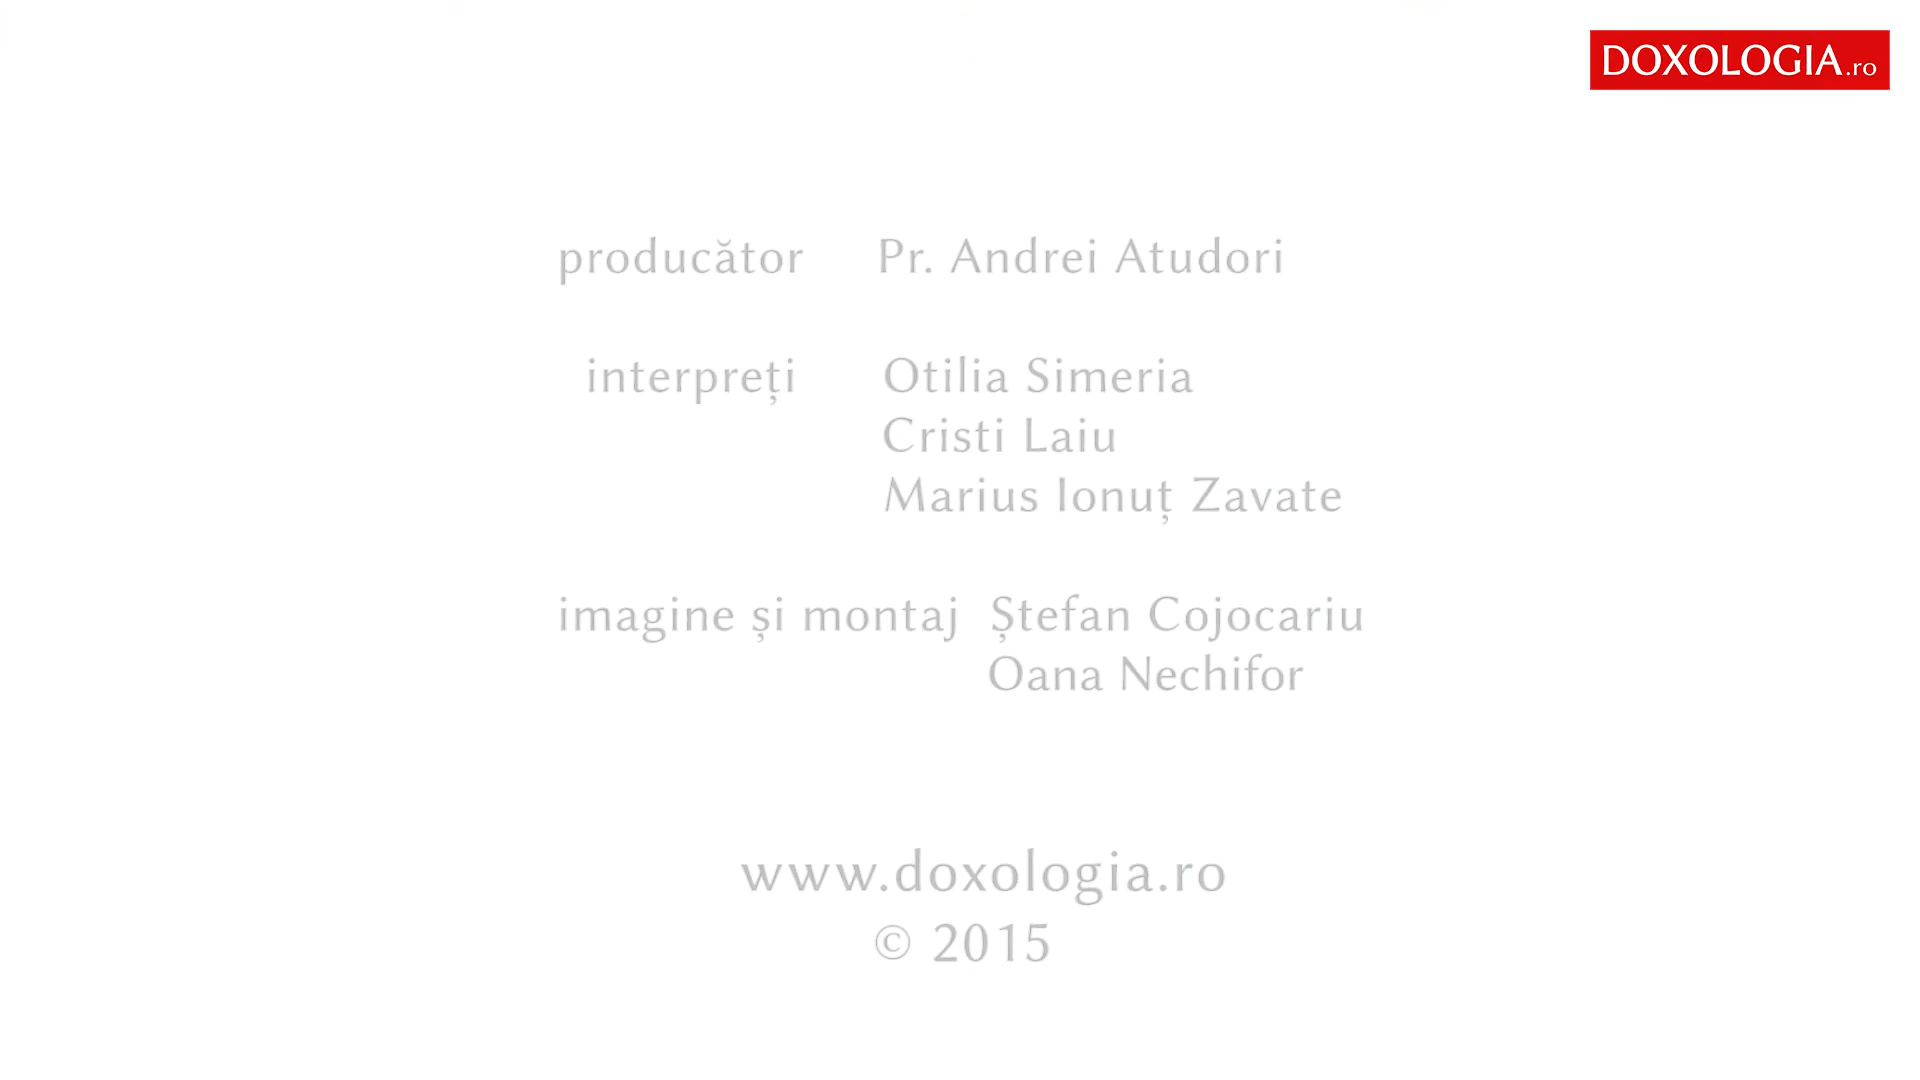 DOXOLOGIA.ro
producător Pr. Andrei Atudori
interpreți Otilia Simeria
Cristi Laiu
Marius Ionuț Zavate
imagine și montaj Ștefan Cojocariu
Oana Nechifor
www.doxologia.ro
© 2015